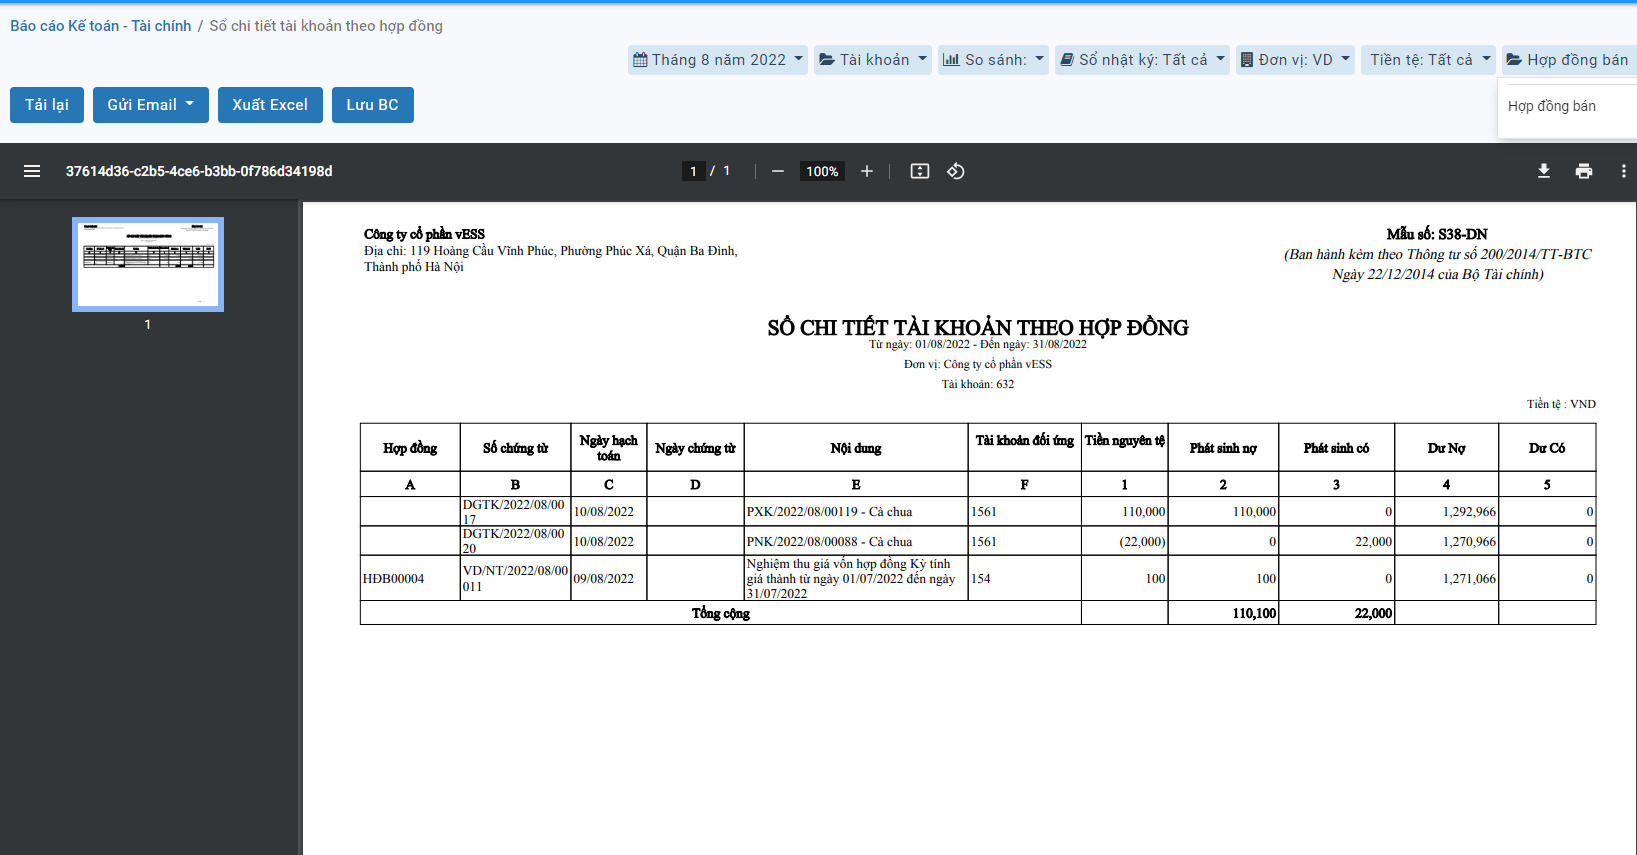 Báo cáo Kế toán - Tài chính / Sổ chi tiết tài khoản theo hợp đồng
Tháng 8 năm 2022 Tài khoản So sánh: Sổ nhật ký: Tất cả Đơn vị: VD Tiền tệ: Tất cả Hợp đồng bán
Tải lại Gửi Email Xuất Excel Lưu BC
Hợp đồng bán
37614d36-c2b5-4ce6-b3bb-0f786d34198d 1 / 1 100%
1
Công ty cổ phần vESS
Địa chỉ: 119 Hoàng Cầu Vĩnh Phúc, Phường Phúc Xá, Quận Ba Đình,
Thành phố Hà Nội
Mẫu số: S38-DN
(Ban hành kèm theo Thông tư số 200/2014/TT-BTC
Ngày 22/12/2014 của Bộ Tài chính)
SỔ CHI TIẾT TÀI KHOẢN THEO HỢP ĐỒNG
Từ ngày: 01/08/2022 - Đến ngày: 31/08/2022
Đơn vị: Công ty cổ phần vESS
Tài khoản: 632
Tiền tệ : VND
Hợp đồng Số chứng từ Ngày hạch toán Ngày chứng từ Nội dung Tài khoản đối ứng Tiền nguyên tệ Phát sinh nợ Phát sinh có Dư Nợ Dư Có
A B C D E F 1 2 3 4 5
DGTK/2022/08/0017 10/08/2022 PXK/2022/08/00119 - Cà chua 1561 110,000 110,000 0 1,292,966 0
DGTK/2022/08/0020 10/08/2022 PNK/2022/08/00088 - Cà chua 1561 (22,000) 0 22,000 1,270,966 0
HĐB00004 VD/NT/2022/08/00011 09/08/2022 Nghiệm thu giá vốn hợp đồng Kỳ tính giá thành từ ngày 01/07/2022 đến ngày 31/07/2022 154 100 100 0 1,271,066 0
Tổng cộng 110,100 22,000